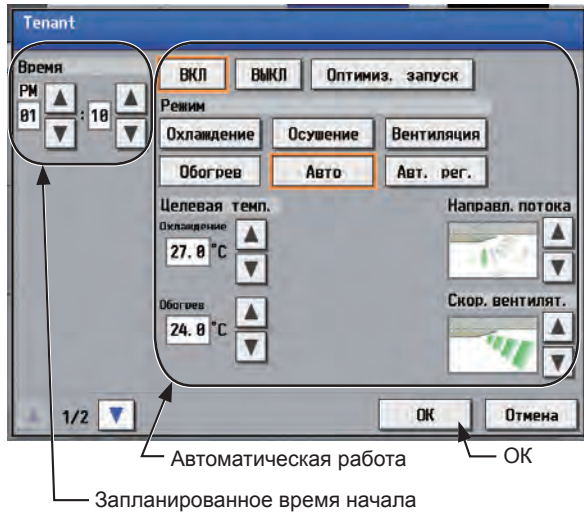 Tenant
Время
PM
01 : 10
ВКЛ ВЫКЛ Оптимиз. запуск
Режим
Охлаждение Осушение Вентиляция
Обогрев Авто Авт. рег.
Целевая темп. Направл. потока
Охлаждение
27.0 °C
Скор. вентилят.
Обогрев
24.0 °C
1/2 OK Отмена
Автоматическая работа OK
Запланированное время начала